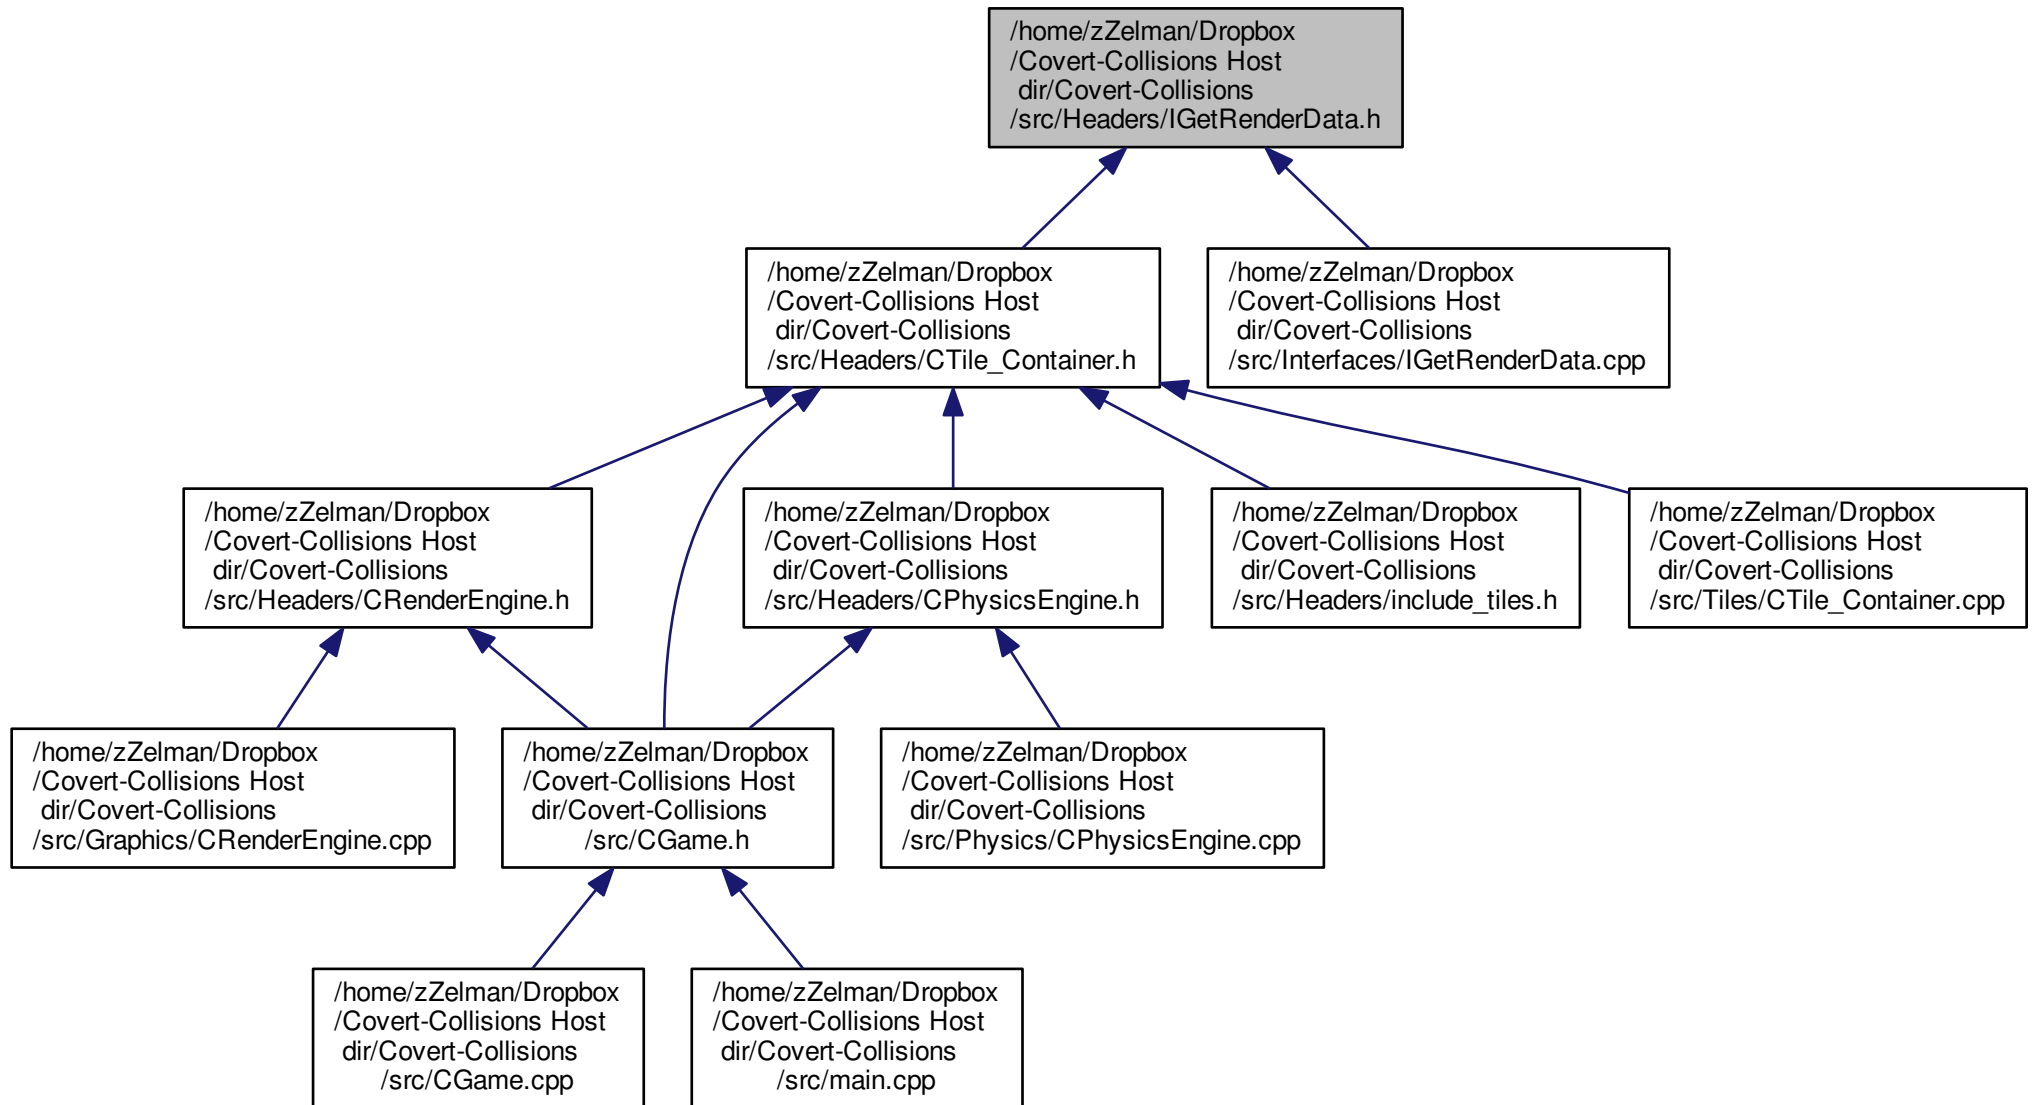 /home/zZelman/Dropbox
/Covert-Collisions Host
dir/Covert-Collisions
/src/Headers/IGetRenderData.h
/home/zZelman/Dropbox
/Covert-Collisions Host
dir/Covert-Collisions
/src/Headers/CTile_Container.h
/home/zZelman/Dropbox
/Covert-Collisions Host
dir/Covert-Collisions
/src/Interfaces/IGetRenderData.cpp
/home/zZelman/Dropbox
/Covert-Collisions Host
dir/Covert-Collisions
/src/Headers/CRenderEngine.h
/home/zZelman/Dropbox
/Covert-Collisions Host
dir/Covert-Collisions
/src/Headers/CPhysicsEngine.h
/home/zZelman/Dropbox
/Covert-Collisions Host
dir/Covert-Collisions
/src/Headers/include_tiles.h
/home/zZelman/Dropbox
/Covert-Collisions Host
dir/Covert-Collisions
/src/Tiles/CTile_Container.cpp
/home/zZelman/Dropbox
/Covert-Collisions Host
dir/Covert-Collisions
/src/Graphics/CRenderEngine.cpp
/home/zZelman/Dropbox
/Covert-Collisions Host
dir/Covert-Collisions
/src/CGame.h
/home/zZelman/Dropbox
/Covert-Collisions Host
dir/Covert-Collisions
/src/Physics/CPhysicsEngine.cpp
/home/zZelman/Dropbox
/Covert-Collisions Host
dir/Covert-Collisions
/src/CGame.cpp
/home/zZelman/Dropbox
/Covert-Collisions Host
dir/Covert-Collisions
/src/main.cpp